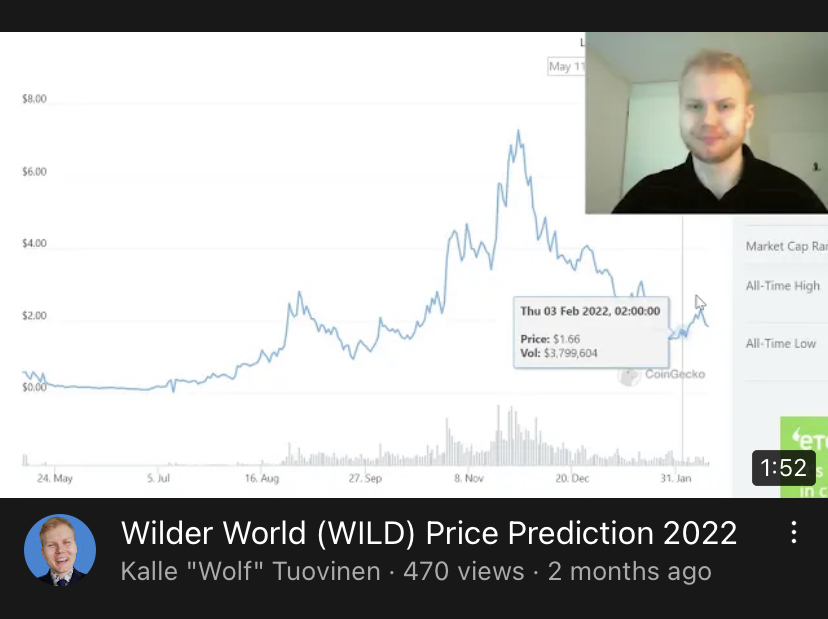 May 11
$8.00
$6.00
$4.00
$2.00
$0.00
Thu 03 Feb 2022, 02:00:00
Price: $1.66
Vol: $3,799,604
CoinGecko
24. May
5. Jul
16. Aug
27. Sep
8. Nov
20. Dec
31. Jan
Market Cap Ran
All-Time High
All-Time Low
in c
1:52
Wilder World (WILD) Price Prediction 2022
Kalle "Wolf" Tuovinen · 470 views · 2 months ago